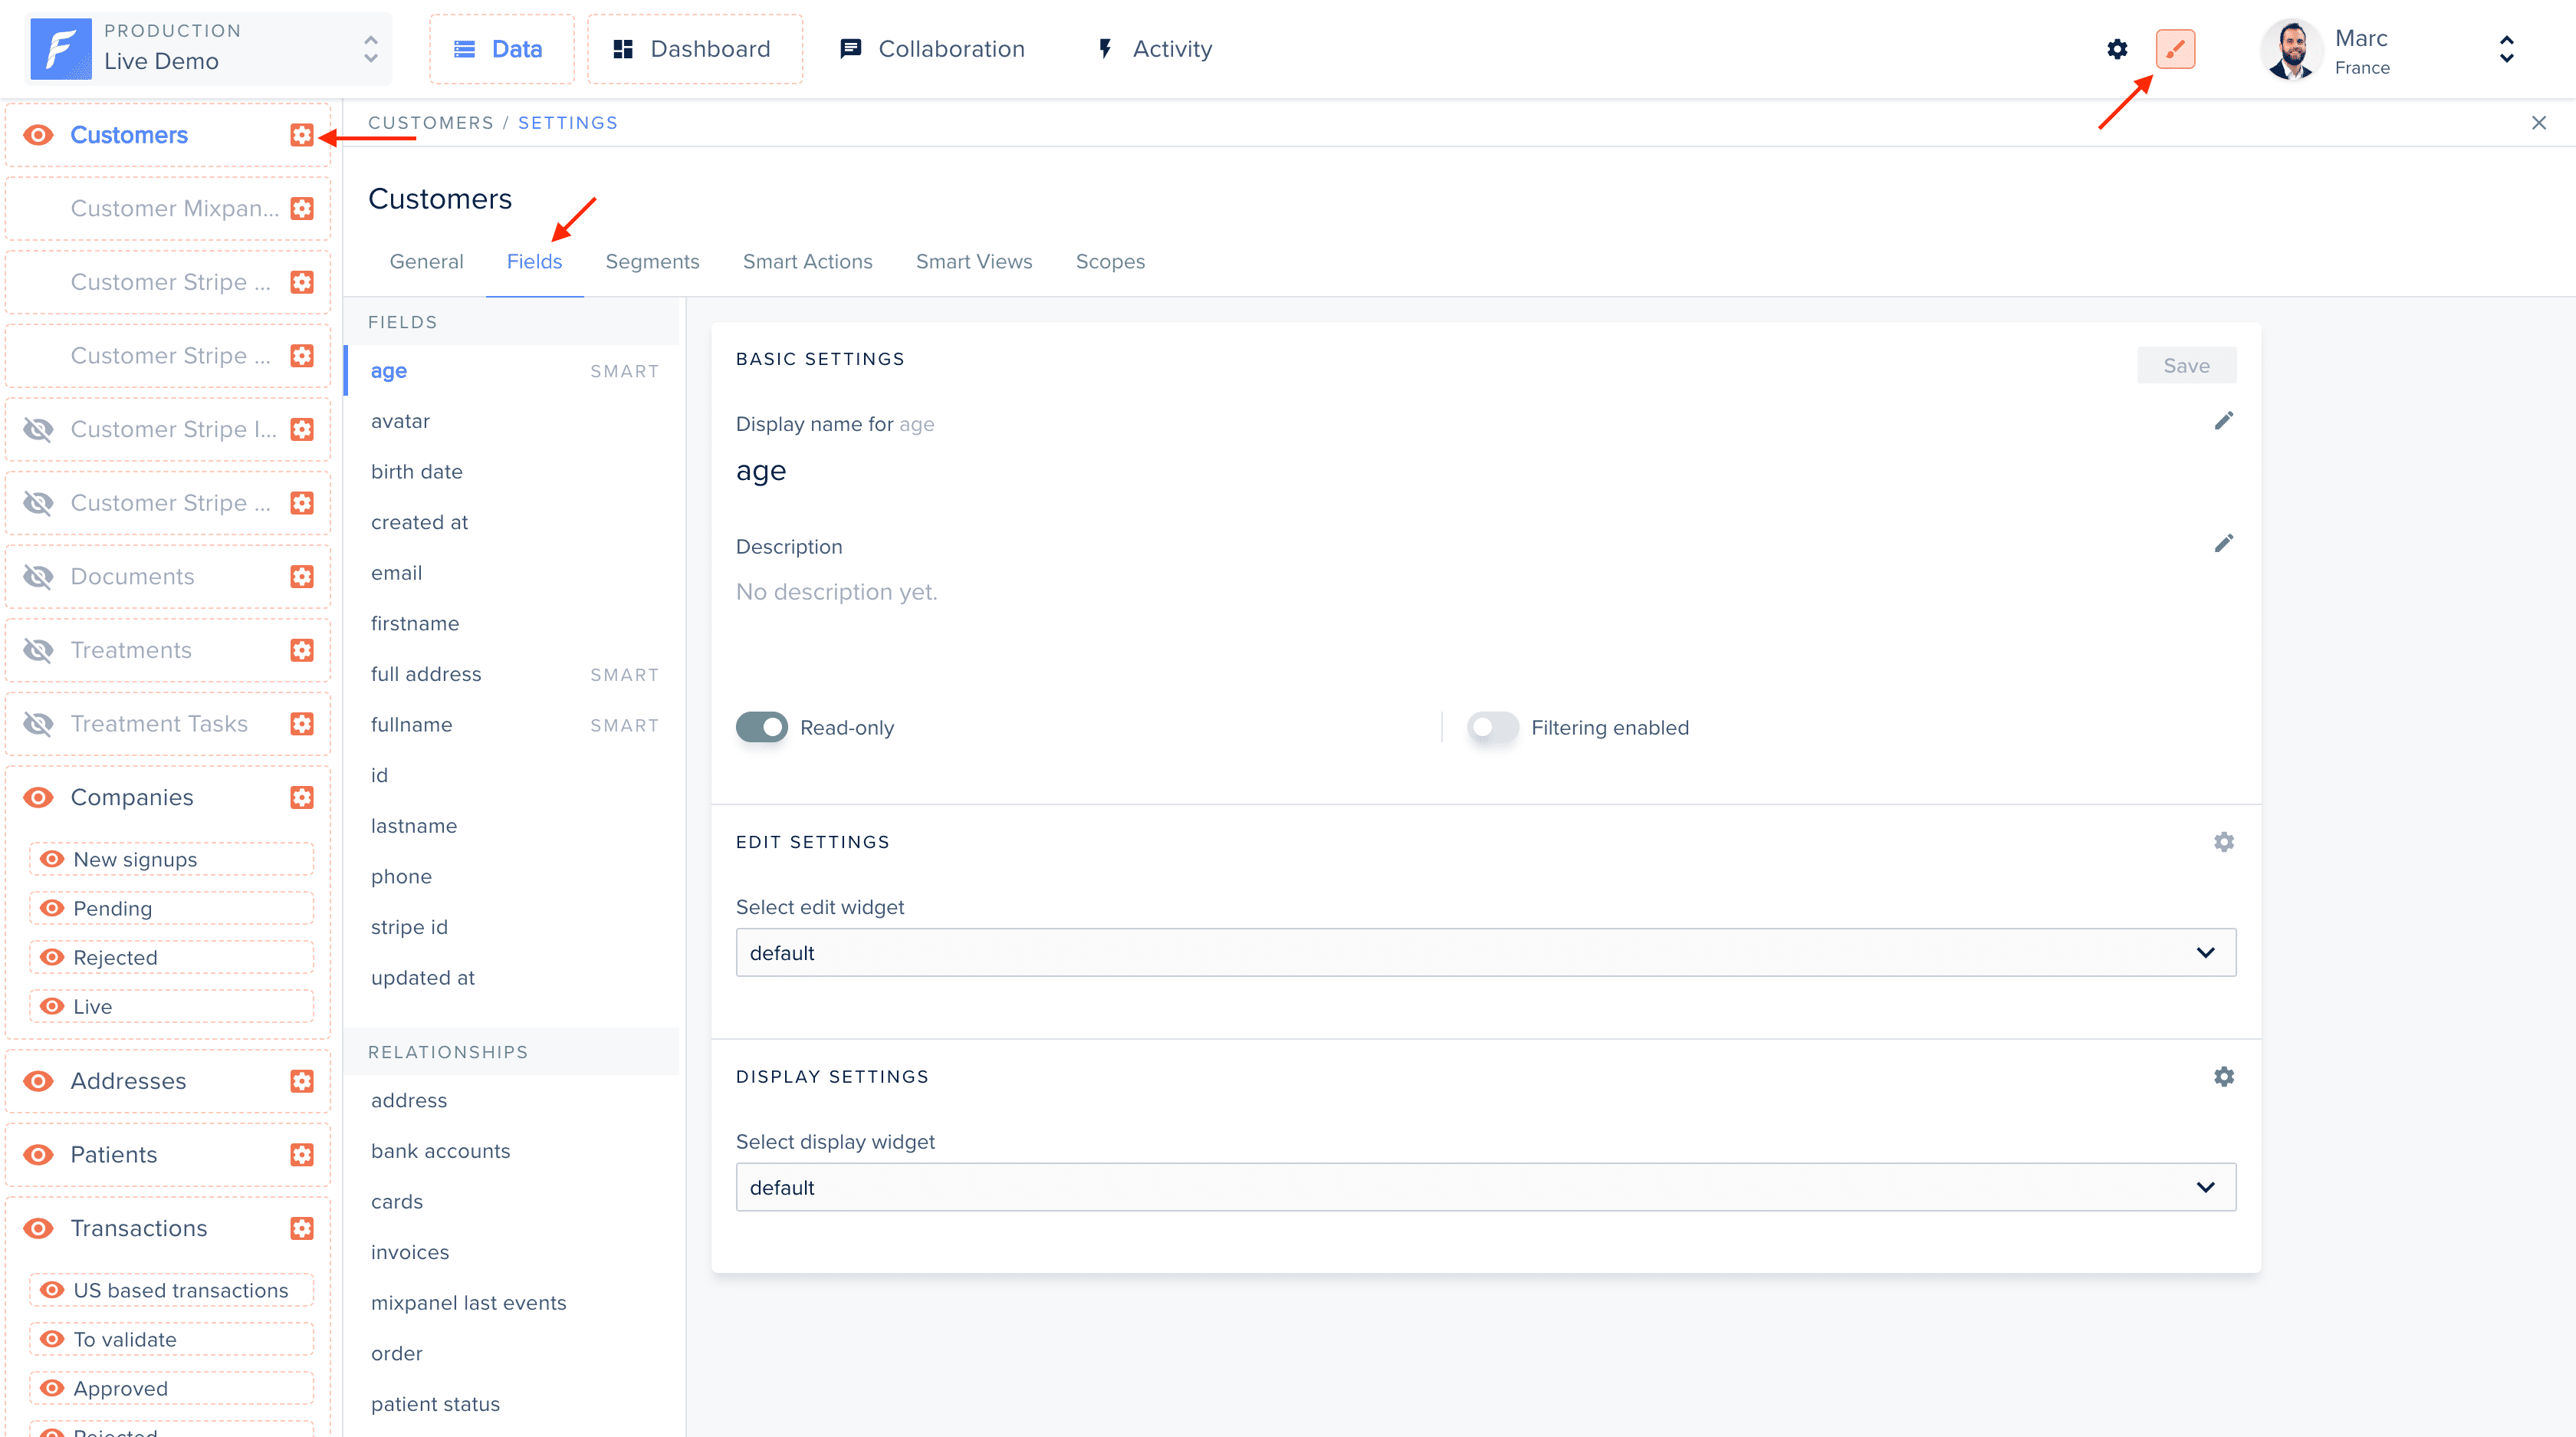 PRODUCTION
Live Demo
Data
Dashboard
Collaboration
Activity
Marc
France
Customers
Customer Mixpan...
Customer Stripe ...
Customer Stripe ...
Customer Stripe I...
Customer Stripe ...
Documents
Treatments
Treatment Tasks
Companies
New signups
Pending
Rejected
Live
Addresses
Patients
Transactions
US based transactions
To validate
Approved
Rejected
CUSTOMERS / SETTINGS
Customers
General
Fields
Segments
Smart Actions
Smart Views
Scopes
FIELDS
age SMART
avatar
birth date
created at
email
firstname
full address SMART
fullname SMART
id
lastname
phone
stripe id
updated at
RELATIONSHIPS
address
bank accounts
cards
invoices
mixpanel last events
order
patient status
BASIC SETTINGS
Save
Display name for age
age
Description
No description yet.
Read-only
Filtering enabled
EDIT SETTINGS
Select edit widget
default
DISPLAY SETTINGS
Select display widget
default